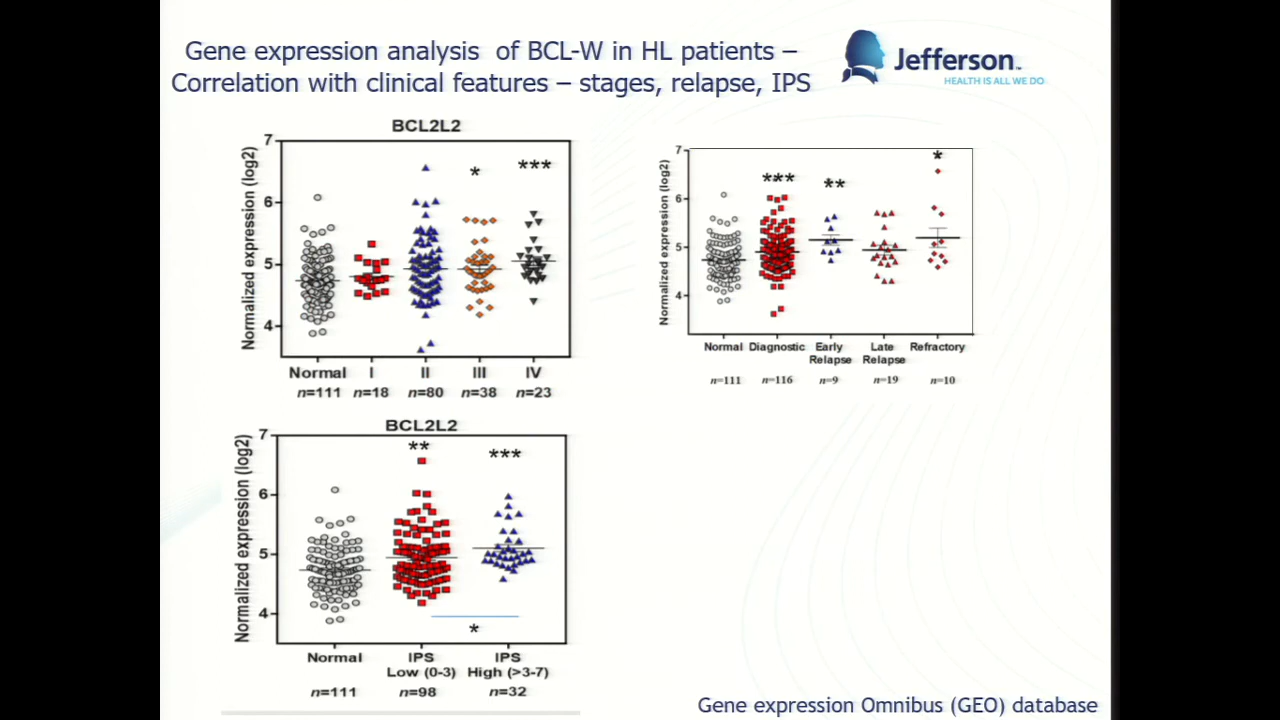 Gene expression analysis of BCL-W in HL patients –
Correlation with clinical features – stages, relapse, IPS
Jefferson™
HEALTH IS ALL WE DO
BCL2L2
Normalized expression (log2)
7
6
5
4
* ***
Normal I II III IV
n=111 n=18 n=80 n=38 n=23
Normalized expression (log2)
7
6
5
4
*** ** *
Normal Diagnostic Early Relapse Late Relapse Refractory
n=111 n=116 n=9 n=19 n=10
BCL2L2
Normalized expression (log2)
7
6
5
4
** ***
*
Normal IPS IPS
Low (0-3) High (>3-7)
n=111 n=98 n=32
Gene expression Omnibus (GEO) database